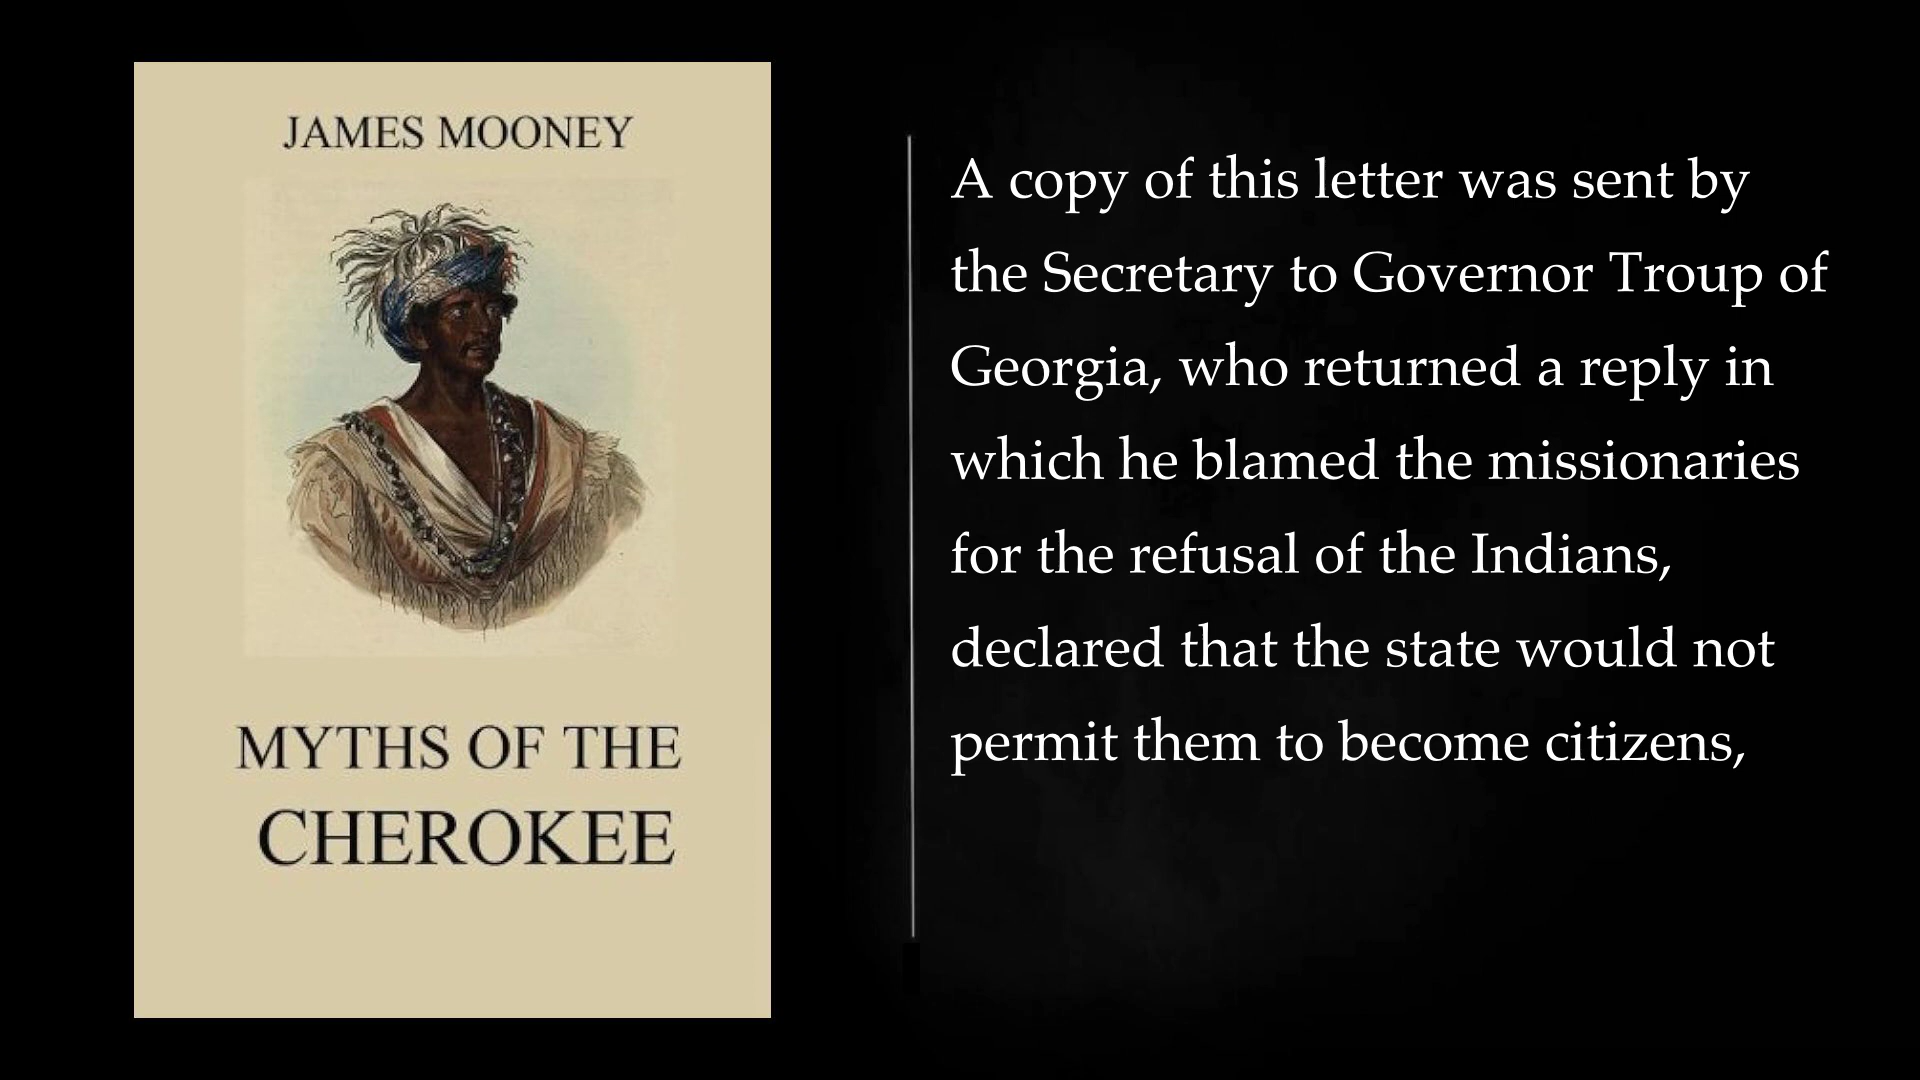 JAMES MOONEY
MYTHS OF THE
CHEROKEE
A copy of this letter was sent by
the Secretary to Governor Troup of
Georgia, who returned a reply in
which he blamed the missionaries
for the refusal of the Indians,
declared that the state would not
permit them to become citizens,